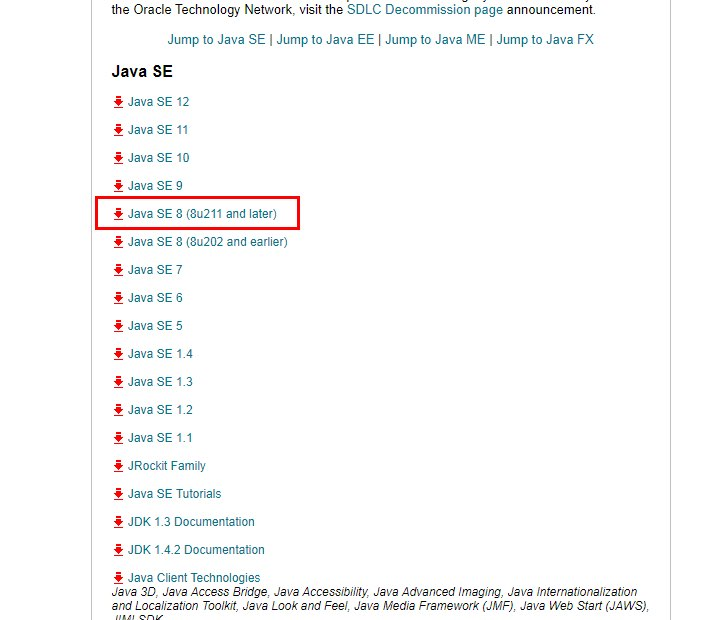 the Oracle Technology Network, visit the SDLC Decommission page announcement.
Jump to Java SE | Jump to Java EE | Jump to Java ME | Jump to Java FX
Java SE
Java SE 12
Java SE 11
Java SE 10
Java SE 9
Java SE 8 (8u211 and later)
Java SE 8 (8u202 and earlier)
Java SE 7
Java SE 6
Java SE 5
Java SE 1.4
Java SE 1.3
Java SE 1.2
Java SE 1.1
JRockit Family
Java SE Tutorials
JDK 1.3 Documentation
JDK 1.4.2 Documentation
Java Client Technologies
Java 3D, Java Access Bridge, Java Accessibility, Java Advanced Imaging, Java Internationalization
and Localization Toolkit, Java Look and Feel, Java Media Framework (JMF), Java Web Start (JAWS),